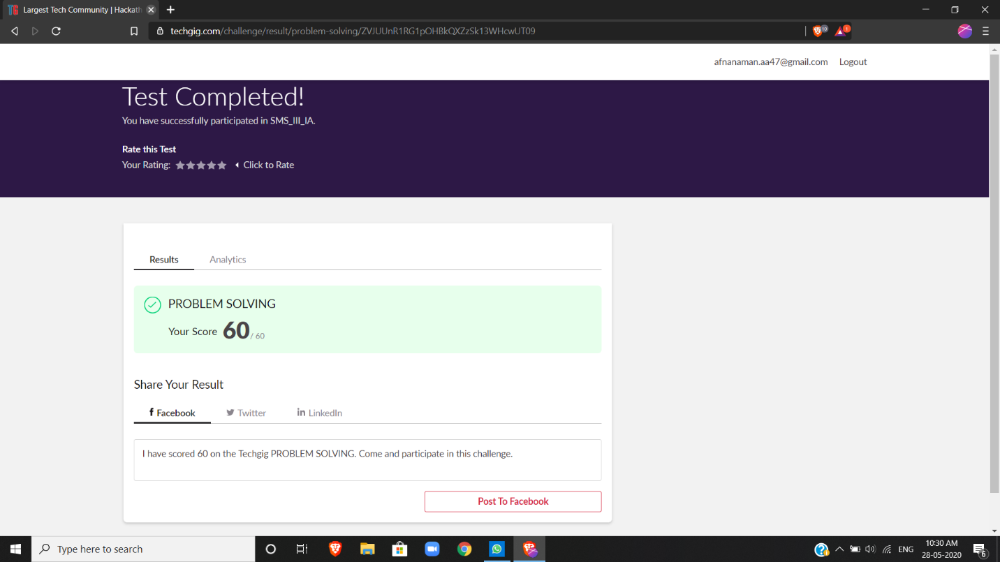 Largest Tech Community | Hackath
techgig.com/challenge/result/problem-solving/ZVJUUnR1RG1pOHBkQXZzSk13WHcwUT09
10
1
afnanaman.aa47@gmail.com Logout
Test Completed!
You have successfully participated in SMS_III_IA.
Rate this Test
Your Rating: Click to Rate
Results Analytics
PROBLEM SOLVING
Your Score 60 / 60
Share Your Result
Facebook Twitter LinkedIn
I have scored 60 on the Techgig PROBLEM SOLVING. Come and participate in this challenge.
Post To Facebook
Type here to search
ENG
10:30 AM
28-05-2020
6